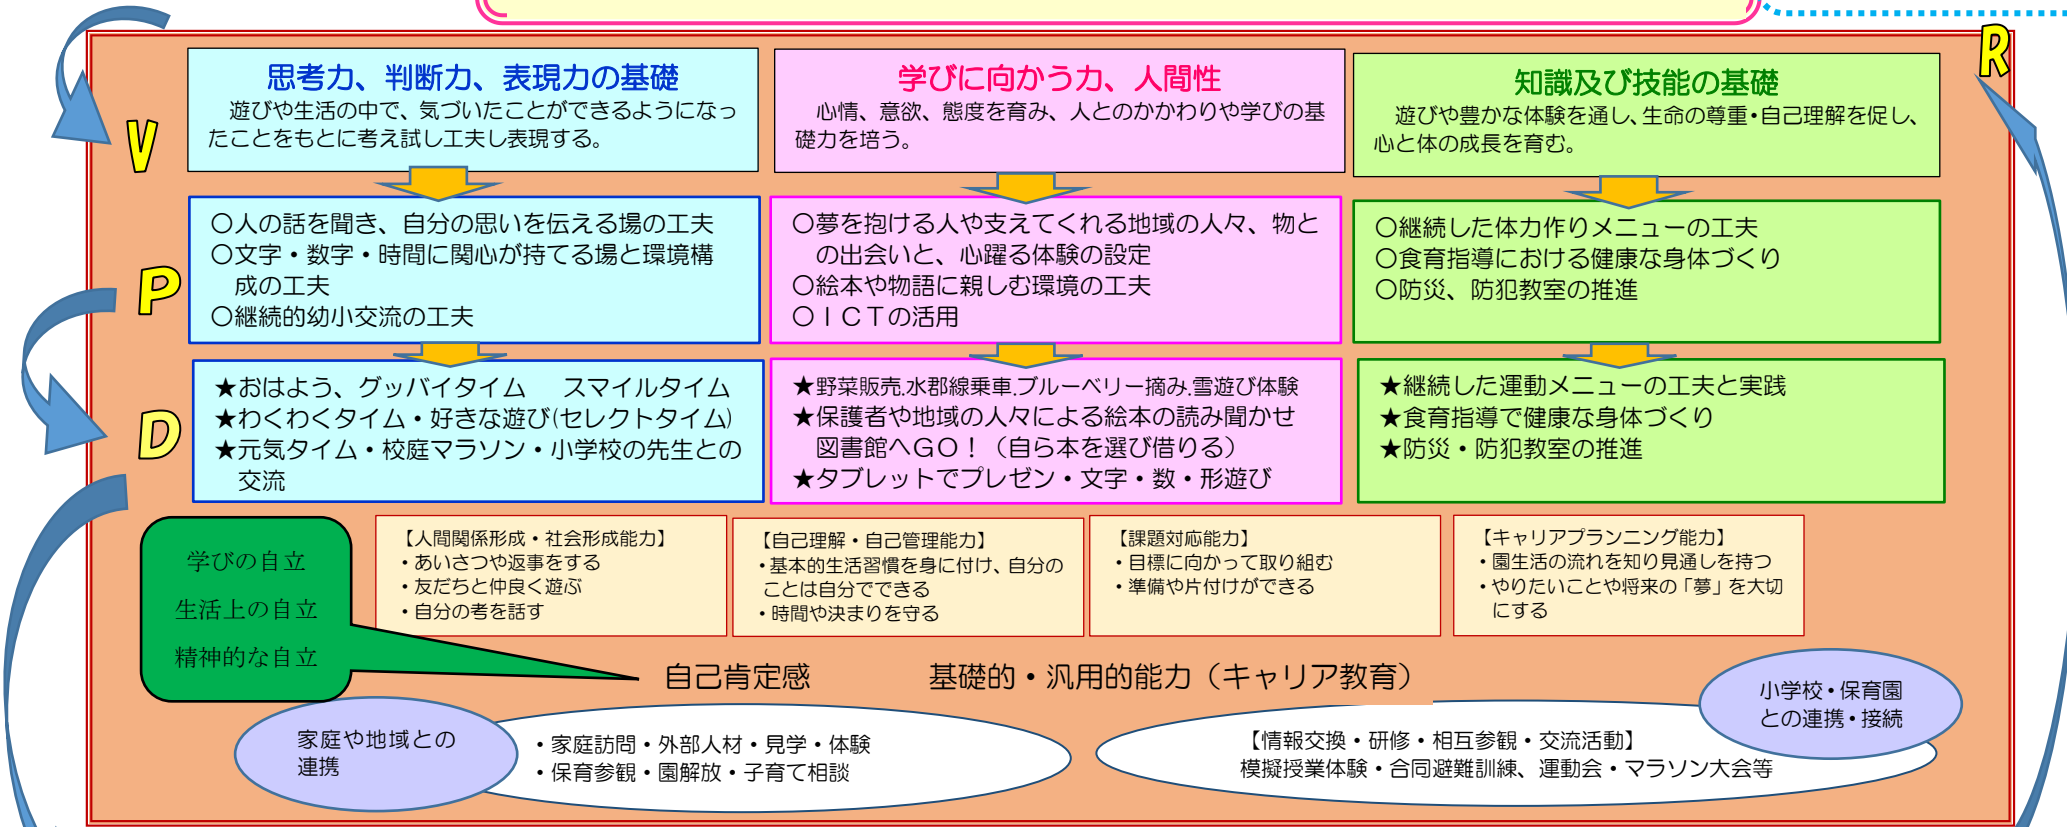 R
V
思考力、判断力、表現力の基礎
遊びや生活の中で、気づいたことができるようになっ
たことをもとに考え試し工夫し表現する。
学びに向かう力、人間性
心情、意欲、態度を育み、人とのかかわりや学びの基
礎力を培う。
知識及び技能の基礎
遊びや豊かな体験を通し、生命の尊重・自己理解を促し、
心と体の成長を育む。
P
〇人の話を聞き、自分の思いを伝える場の工夫
〇文字・数字・時間に関心が持てる場と環境構
成の工夫
〇継続的幼小交流の工夫
〇夢を抱ける人や支えてくれる地域の人々、物と
の出会いと、心躍る体験の設定
〇絵本や物語に親しむ環境の工夫
〇ＩＣＴの活用
〇継続した体力作りメニューの工夫
〇食育指導における健康な身体づくり
〇防災、防犯教室の推進
D
★おはよう、グッバイタイム　スマイルタイム
★わくわくタイム・好きな遊び(セレクトタイム)
★元気タイム・校庭マラソン・小学校の先生との
交流
★野菜販売.水郡線乗車.ブルーベリー摘み.雪遊び体験
★保護者や地域の人々による絵本の読み聞かせ
図書館へＧＯ！（自ら本を選び借りる）
★タブレットでプレゼン・文字・数・形遊び
★継続した運動メニューの工夫と実践
★食育指導で健康な身体づくり
★防災・防犯教室の推進
学びの自立
生活上の自立
精神的な自立
【人間関係形成・社会形成能力】
・あいさつや返事をする
・友だちと仲良く遊ぶ
・自分の考を話す
【自己理解・自己管理能力】
・基本的生活習慣を身に付け、自分の
ことは自分でできる
・時間や決まりを守る
【課題対応能力】
・目標に向かって取り組む
・準備や片付けができる
【キャリアプランニング能力】
・園生活の流れを知り見通しを持つ
・やりたいことや将来の「夢」を大切
にする
自己肯定感　　基礎的・汎用的能力（キャリア教育）
家庭や地域との
連携
・家庭訪問・外部人材・見学・体験
・保育参観・園解放・子育て相談
小学校・保育園
との連携・接続
【情報交換・研修・相互参観・交流活動】
模擬授業体験・合同避難訓練、運動会・マラソン大会等